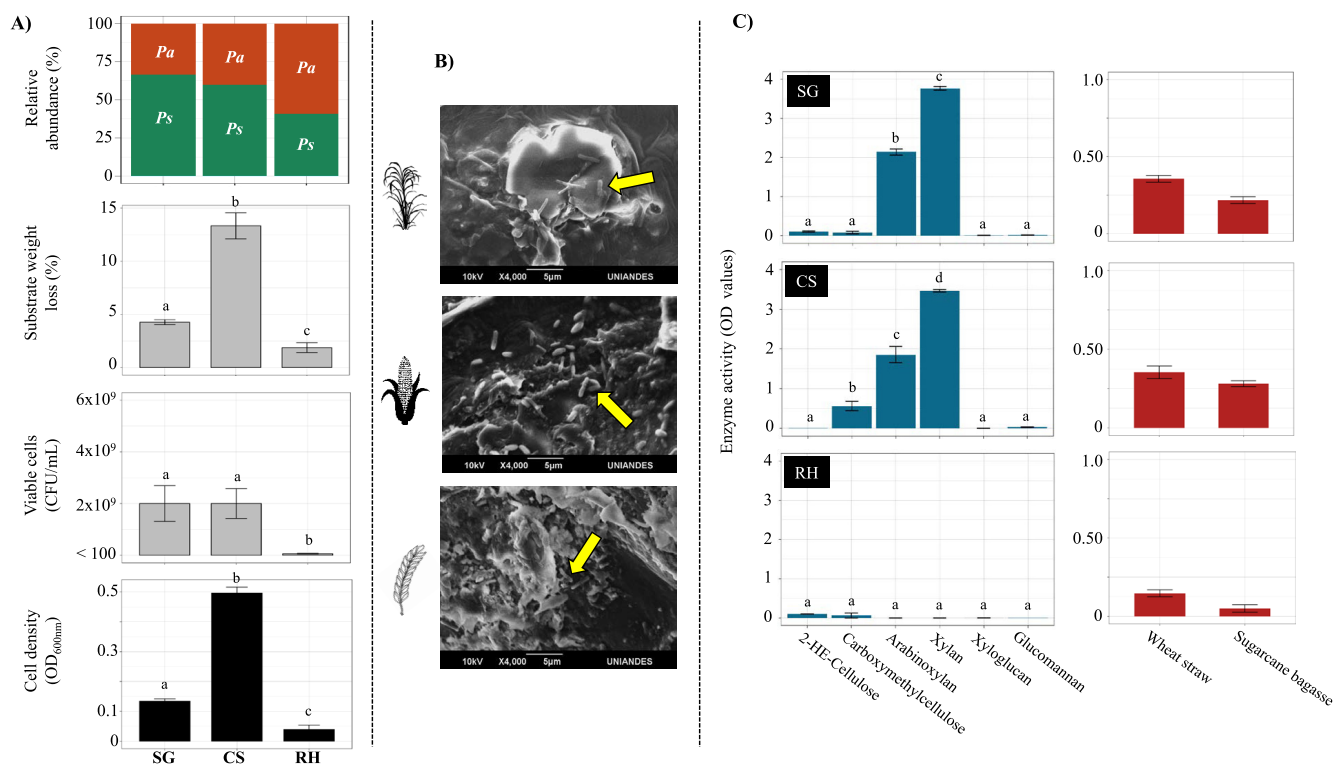 A)
Relative
abundance (%)
100
75
50
25
0
Pa
Pa
Pa
Ps
Ps
Ps
Substrate weight
loss (%)
15
10
5
0
a
b
c
Viable cells
(CFU/mL)
6x10⁹
4x10⁹
2x10⁹
< 100
a
a
b
Cell density
(OD600nm)
0.5
0.3
0.1
0
a
b
c
SG CS RH
B)
10kV X4,000 5µm UNIANDES
10kV X4,000 5µm UNIANDES
10kV X4,000 5µm UNIANDES
C)
Enzyme activity (OD values)
SG
4
3
2
1
0
a a b c a a
1.0
0.50
0
CS
4
3
2
1
0
a b c d a a
1.0
0.50
0
RH
4
3
2
1
0
a a a a a a
1.0
0.50
0
2-HE-Cellulose
Carboxymethylcellulose
Arabinoxylan
Xylan
Xyloglucan
Glucomannan
Wheat straw
Sugarcane bagasse